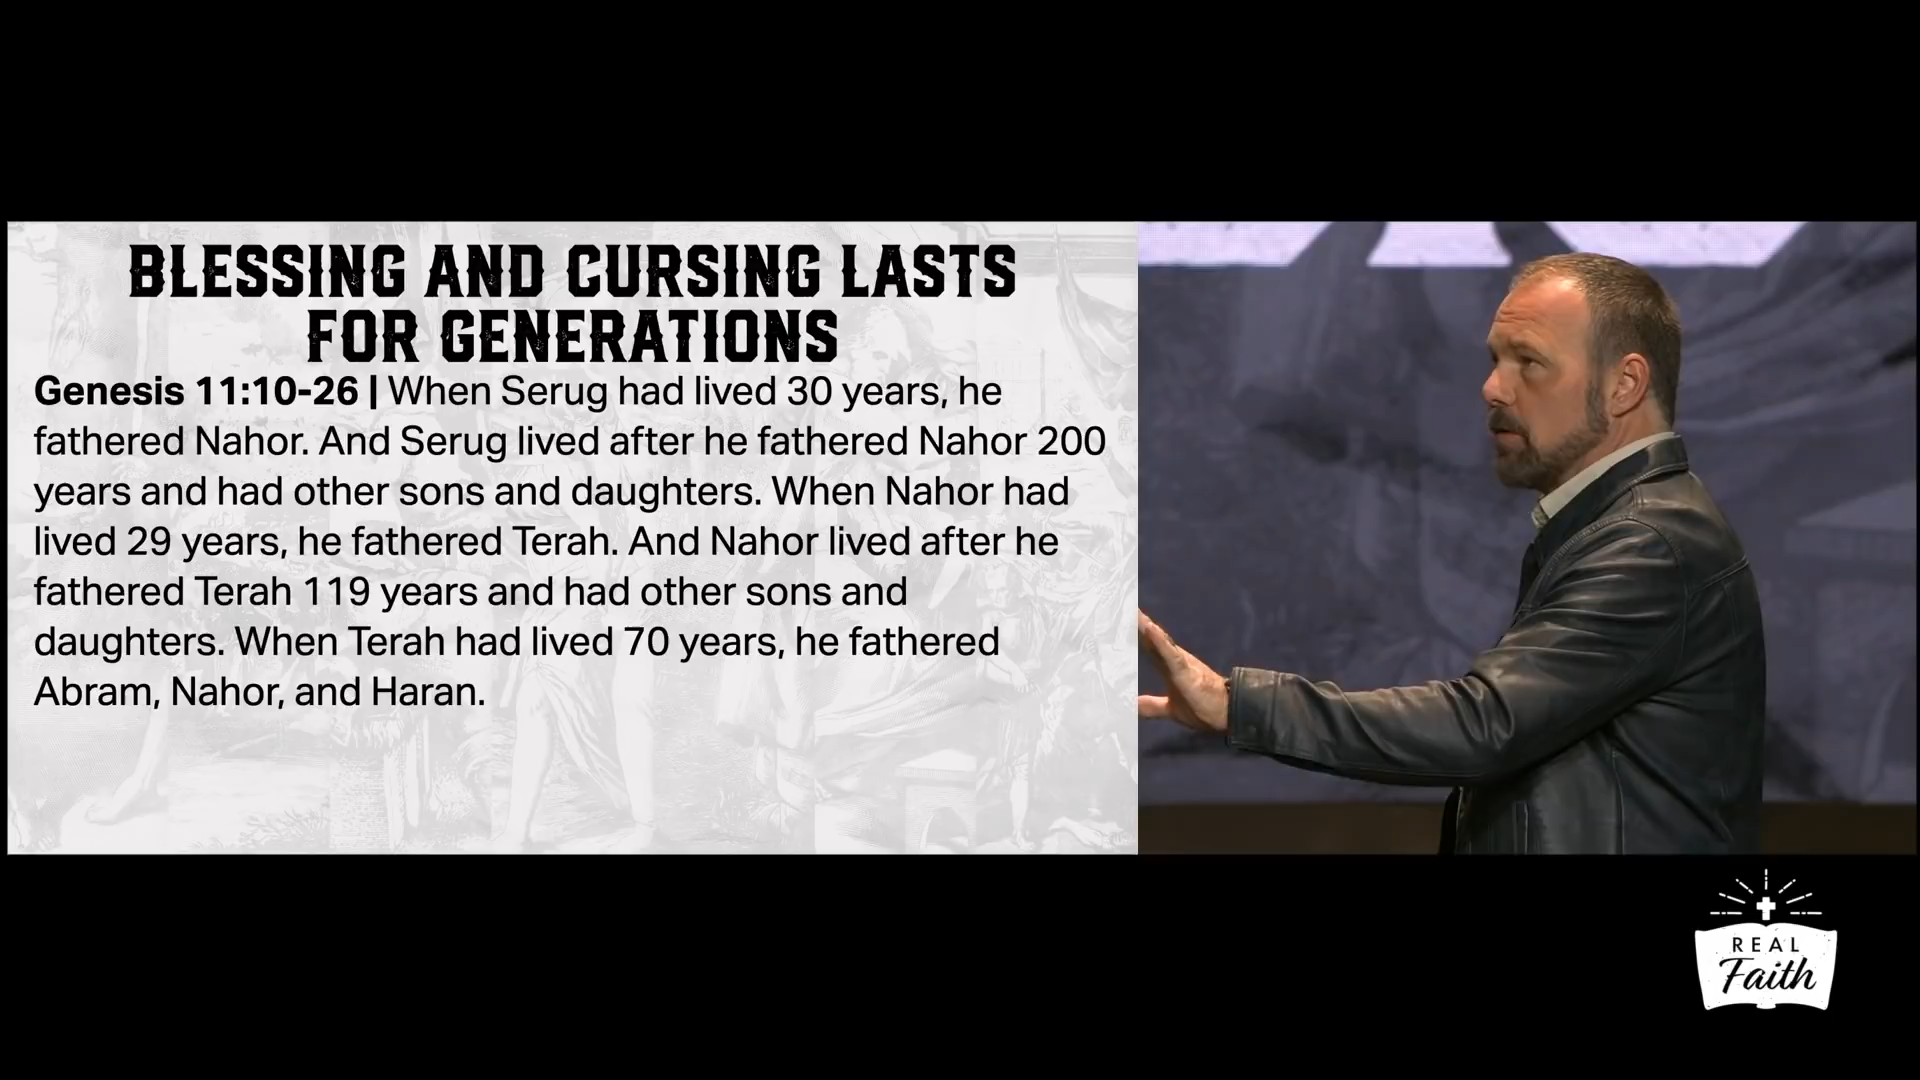 BLESSING AND CURSING LASTS
FOR GENERATIONS
Genesis 11:10-26 | When Serug had lived 30 years, he
fathered Nahor. And Serug lived after he fathered Nahor 200
years and had other sons and daughters. When Nahor had
lived 29 years, he fathered Terah. And Nahor lived after he
fathered Terah 119 years and had other sons and
daughters. When Terah had lived 70 years, he fathered
Abram, Nahor, and Haran.
REAL
Faith